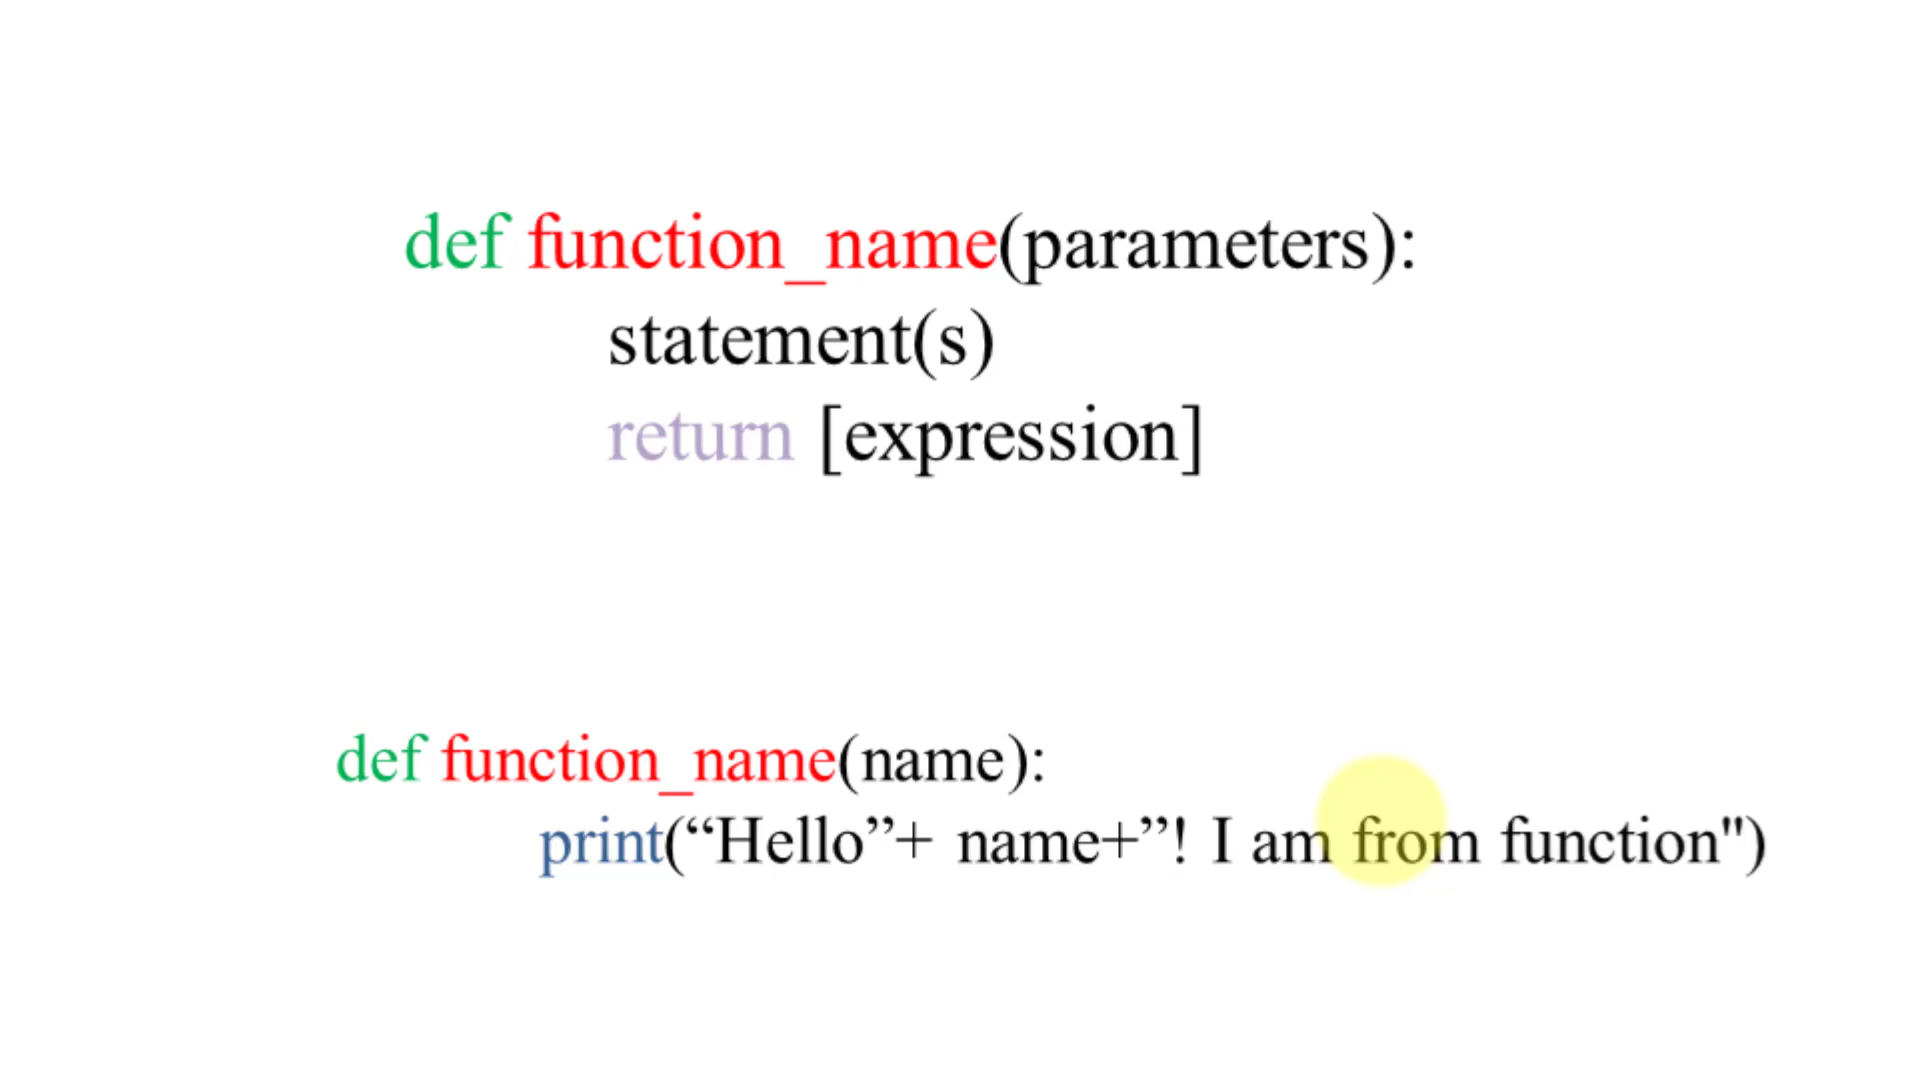 def function_name(parameters):
statement(s)
return [expression]
def function_name(name):
print(“Hello”+ name+”! I am from function")